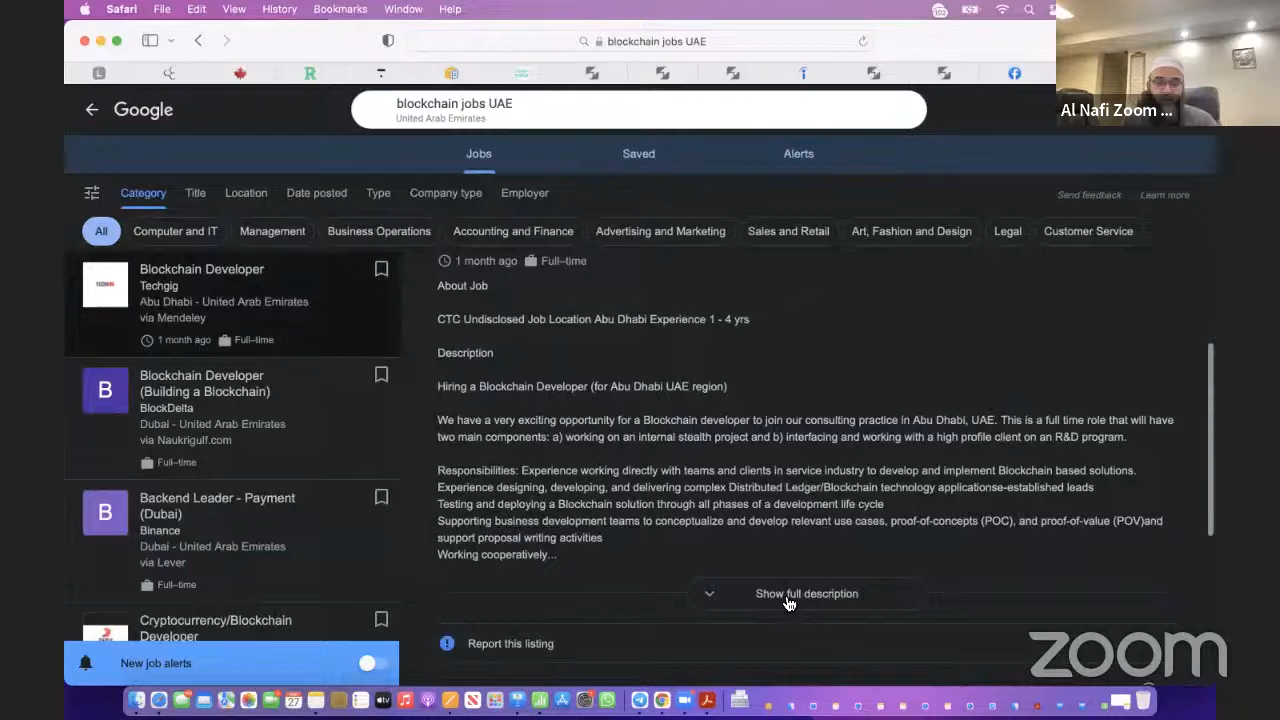 Safari File Edit View History Bookmarks Window Help
blockchain jobs UAE
Google
blockchain jobs UAE
United Arab Emirates
Al Nafi Zoom ...
Jobs Saved Alerts
Category Title Location Date posted Type Company type Employer
Send feedback Learn more
All Computer and IT Management Business Operations Accounting and Finance Advertising and Marketing Sales and Retail Art, Fashion and Design Legal Customer Service
Blockchain Developer
Techgig
Abu Dhabi - United Arab Emirates
via Mendeley
1 month ago Full-time
B
Blockchain Developer
(Building a Blockchain)
BlockDelta
Dubai - United Arab Emirates
via Naukrigulf.com
Full-time
B
Backend Leader - Payment
(Dubai)
Binance
Dubai - United Arab Emirates
via Lever
Full-time
Cryptocurrency/Blockchain
Developer
New job alerts
1 month ago Full-time
About Job
CTC Undisclosed Job Location Abu Dhabi Experience 1 - 4 yrs
Description
Hiring a Blockchain Developer (for Abu Dhabi UAE region)
We have a very exciting opportunity for a Blockchain developer to join our consulting practice in Abu Dhabi, UAE. This is a full time role that will have
two main components: a) working on an internal stealth project and b) interfacing and working with a high profile client on an R&D program.
Responsibilities: Experience working directly with teams and clients in service industry to develop and implement Blockchain based solutions.
Experience designing, developing, and delivering complex Distributed Ledger/Blockchain technology applicationse-established leads
Testing and deploying a Blockchain solution through all phases of a development life cycle
Supporting business development teams to conceptualize and develop relevant use cases, proof-of-concepts (POC), and proof-of-value (POV)and
support proposal writing activities
Working cooperatively...
Show full description
Report this listing
zoom